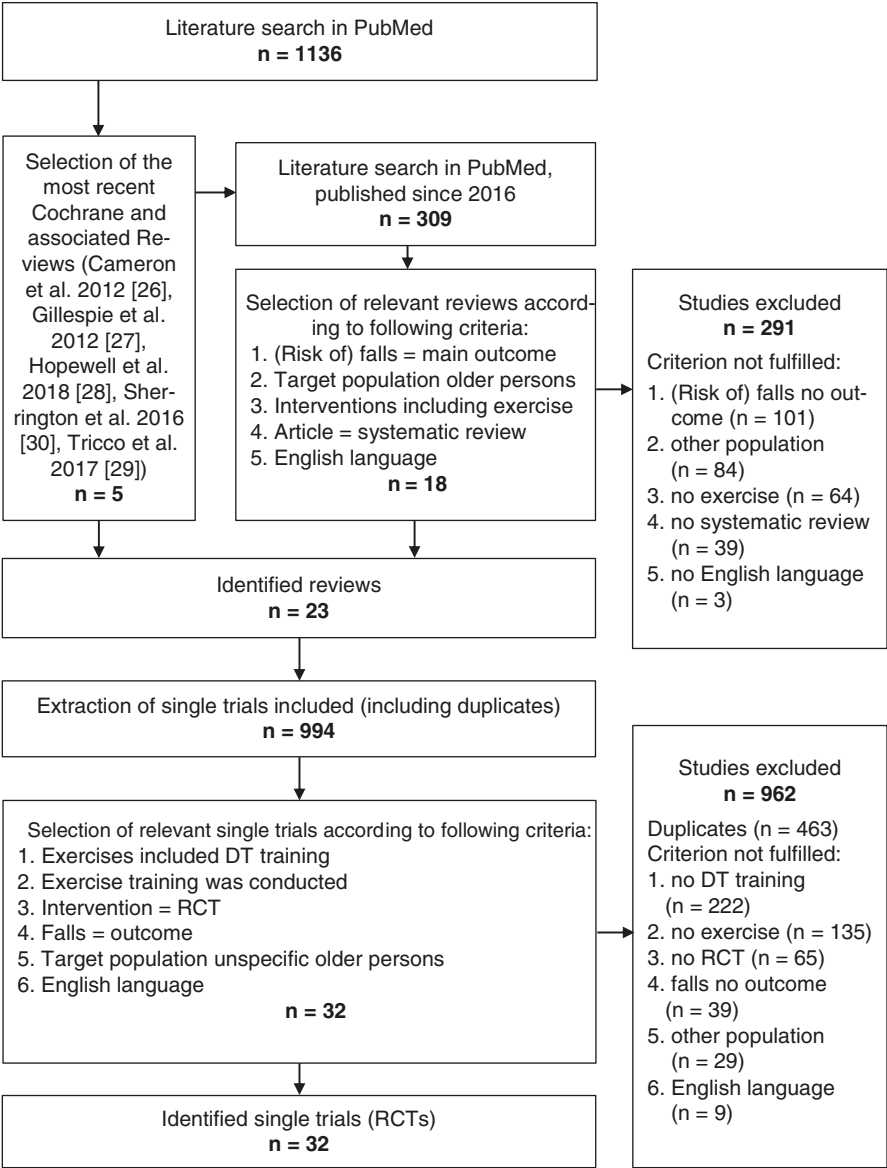 Literature search in PubMed
n = 1136
Selection of the
most recent
Cochrane and
associated Re-
views (Cameron
et al. 2012 [26],
Gillespie et al.
2012 [27],
Hopewell et al.
2018 [28], Sher-
rington et al. 2016
[30), Tricco et al.
2017 [29])
n = 5
Literature search in PubMed,
published since 2016
n = 309
Selection of relevant reviews accord-
ing to following criteria:
1. (Risk of) falls = main outcome
2. Target population older persons
3. Interventions including exercise
4. Article = systematic review
5. English language
n = 18
Studies excluded
n = 291
Criterion not fulfilled:
1. (Risk of) falls no out-
come (n = 101)
2. other population
(n = 84)
3. no exercise (n = 64)
4. no systematic review
(n = 39)
5. no English language
(n = 3)
Identified reviews
n = 23
Extraction of single trials included (including duplicates)
n = 994
Selection of relevant single trials according to following criteria:
1. Exercises included DT training
2. Exercise training was conducted
3. Intervention = RCT
4. Falls = outcome
5. Target population unspecific older persons
6. English language
n = 32
Studies excluded
n = 962
Duplicates (n = 463)
Criterion not fulfilled:
1. no DT training
(n = 222)
2. no exercise (n = 135)
3. no RCT (n = 65)
4. falls no outcome
(n = 39)
5. other population
(n = 29)
6. English language
(n = 9)
Identified single trials (RCTs)
n = 32